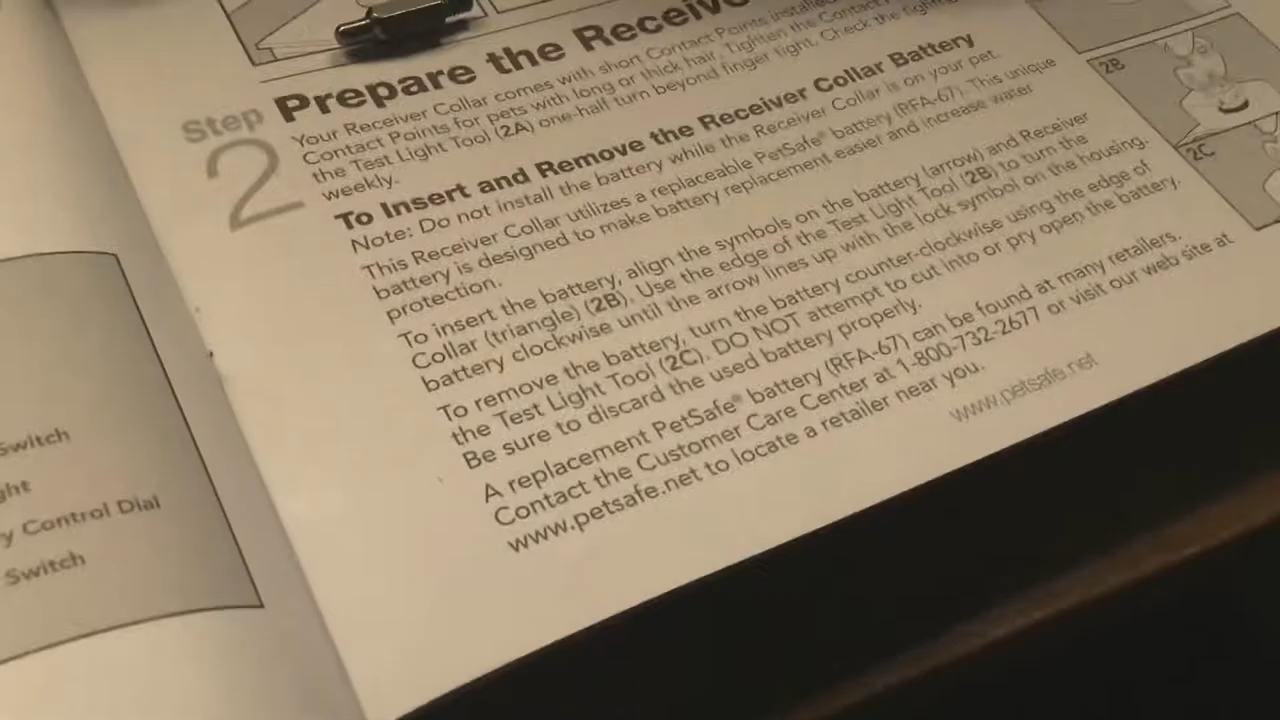 Step
2
Prepare the Receive
Your Receiver Collar comes with short Contact Points installed
Contact Points for pets with long or thick hair. Tighten the Contact
the Test Light Tool (2A) one-half turn beyond finger tight. Check the
weekly.
To Insert and Remove the Receiver Collar Battery
Note: Do not install the battery while the Receiver Collar is on your pet.
This Receiver Collar utilizes a replaceable PetSafe® battery (RFA-67). This unique
battery is designed to make battery replacement easier and increase water
protection.
To insert the battery, align the symbols on the battery (arrow) and Receiver
Collar (triangle) (2B). Use the edge of the Test Light Tool (2B) to turn the
battery clockwise until the arrow lines up with the lock symbol on the housing.
To remove the battery, turn the battery counter-clockwise using the edge of
the Test Light Tool (2C). DO NOT attempt to cut into or pry open the battery.
Be sure to discard the used battery properly.
A replacement PetSafe® battery (RFA-67) can be found at many retailers.
Contact the Customer Care Center at 1-800-732-2677 or visit our web site at
www.petsafe.net to locate a retailer near you.
www.petsafe.net
2B
2C
Switch
ght
y Control Dial
Switch